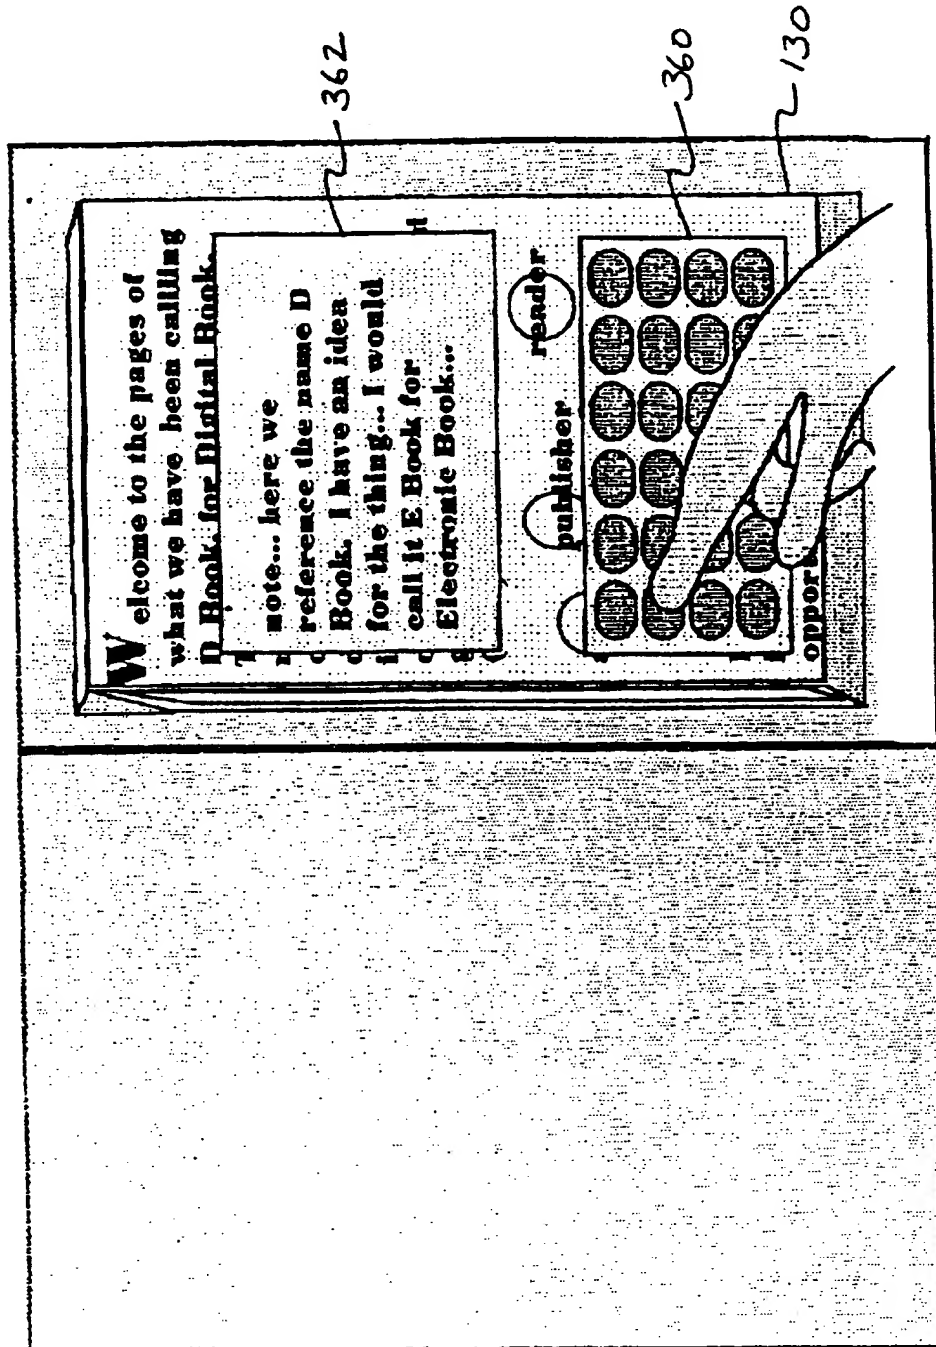 Welcome to the pages of
what we have been calling
D Book, for Digital Book.
note... here we
reference the name D
Book. I have an idea
for the thing... I would
call it E Book for
Electronic Book...
publisher
reader
oppor
362
360
130